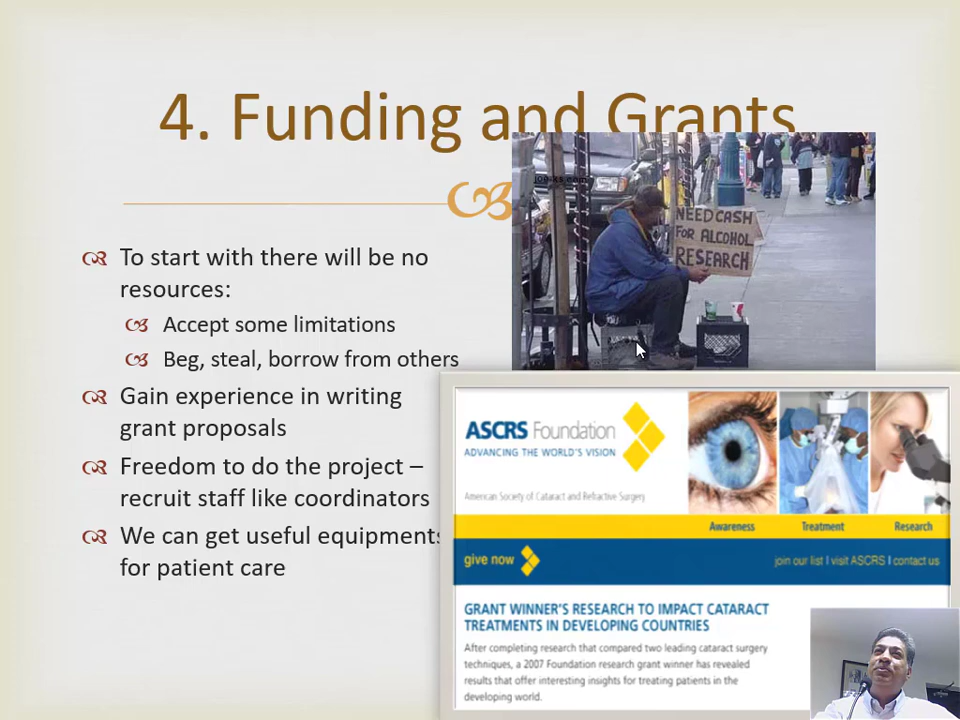 4. Funding and Grants
To start with there will be no
resources:
Accept some limitations
Beg, steal, borrow from others
Gain experience in writing
grant proposals
Freedom to do the project –
recruit staff like coordinators
We can get useful equipments
for patient care
NEED CASH
FOR ALCOHOL
RESEARCH
ASCRS Foundation
ADVANCING THE WORLD'S VISION
American Society of Cataract and Refractive Surgery
Awareness Treatment Research
give now
join our list | visit ASCRS | contact us
GRANT WINNER'S RESEARCH TO IMPACT CATARACT
TREATMENTS IN DEVELOPING COUNTRIES
After completing research that compared two leading cataract surgery
techniques, a 2007 Foundation research grant winner has revealed
results that offer interesting insights for treating patients in the
developing world.